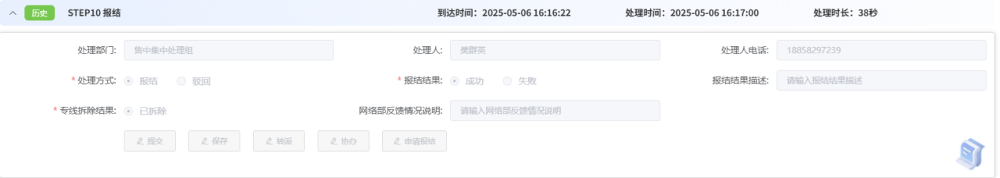 历史 STEP10 报结 到达时间：2025-05-06 16:16:22 处理时间：2025-05-06 16:17:00 处理时长：38秒
处理部门: 售中集中处理组 处理人: 樊群英 处理人电话: 18858297239
* 处理方式: 报结 驳回 * 报结结果: 成功 失败 报结结果描述: 请输入报结结果描述
* 专线拆除结果: 已拆除 网络部反馈情况说明: 请输入网络部反馈情况说明
提交 保存 转派 协办 申请报结